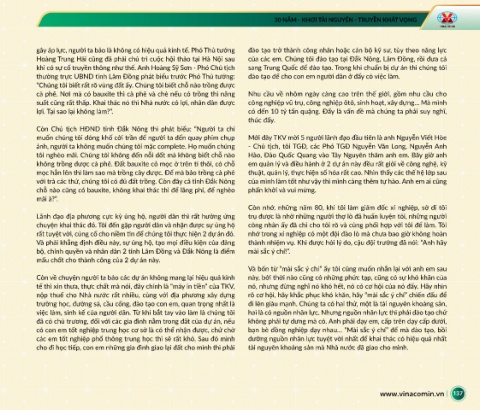 30 NĂM - KHƠI TÀI NGUYÊN - TRUYỀN KHÁT VỌNG
gây áp lực, người ta bảo là không có hiệu quả kinh tế. Phó Thủ tướng
Hoàng Trung Hải cũng đã phải chủ trì cuộc hội thảo tại Hà Nội sau
khi có sự cố truyền thông như thế. Anh Hoàng Sỹ Sơn - Phó Chủ tịch
thường trực UBND tỉnh Lâm Đồng phát biểu trước Phó Thủ tướng:
"Chúng tôi biết rất rõ vùng đất ấy. Chúng tôi biết chỗ nào trồng được
cà phê. Nơi mà có bauxite thì cà phê và chè nếu có trồng thì năng
suất cũng rất thấp. Khai thác nó thì Nhà nước có lợi, nhân dân được
lợi. Tại sao lại không làm?".
Còn Chủ tịch HĐND tỉnh Đắk Nông thì phát biểu: "Người ta chỉ
muốn chúng tôi đóng khố cởi trần để người ta đến quay phim chụp
ảnh, người ta không muốn chúng tôi mặc complete. Họ muốn chúng
tôi nghèo mãi. Chúng tôi không đến nỗi dốt mà không biết chỗ nào
không trồng được cà phê. Đất bauxite cỏ mọc ở trên ti thôi, có chỗ
mọc hẳn lên thì làm sao mà trồng cây được. Để mà bảo trồng cà phê
với trà các thứ, chúng tôi có đủ đất trồng. Còn đây cả tỉnh Đắk Nông
chỗ nào cũng có bauxite, không khai thác thì để lãng phí, để nghèo
mãi à?".
Lãnh đạo địa phương cực kỳ ủng hộ, người dân thì rất hưởng ứng
chuyện khai thác đó. Tôi đến gặp người dân và nhận được sự ủng hộ
rất tuyệt vời, củng cố cho niềm tin để chúng tôi thực hiện 2 dự án đó.
Và phải khẳng định điều này, sự ủng hộ, tạo mọi điều kiện của đảng
bộ, chính quyền và nhân dân 2 tỉnh Lâm Đồng và Đắk Nông là điểm
mấu chốt cho thành công của 2 dự án này.
Còn về chuyện người ta bảo các dự án không mang lại hiệu quả kinh
tế thì xin thưa, thực chất mà nói, đây chính là "máy in tiền" của TKV,
nộp thuế cho Nhà nước rất nhiều, cùng với địa phương xây dựng
trường học, đường sá, cầu cống, đào tạo con em, quan trọng nhất là
việc làm, sinh kế của người dân. Từ khi bắt tay vào làm là chúng tôi
đã có chủ trương, đối với các gia đình nằm trong đất của dự án, nếu
có con em tốt nghiệp trung học cơ sở là có thể nhận được, chứ chờ
các em tốt nghiệp phổ thông trung học thì sẽ rất khó. Sau đó mình
cho đi học tiếp, con em những gia đình giao lại đất cho mình thì phải
đào tạo trở thành công nhân hoặc cán bộ kỹ sư, tùy theo năng lực
của các em. Chúng tôi đào tạo tại Đắk Nông, Lâm Đồng, rồi đưa cả
sang Trung Quốc để đào tạo. Trong khi chuẩn bị dự án thì chúng tôi
đào tạo để cho con em người dân ở đấy có việc làm.
Nhu cầu về nhôm ngày càng cao trên thế giới, gồm nhu cầu cho
công nghiệp vũ trụ, công nghiệp ôtô, sinh hoạt, xây dựng... Mà mình
có đến 10 tỷ tấn quặng. Đấy là vấn đề mà chúng ta phải suy nghĩ,
thúc đẩy.
Mới đây TKV mời 5 người lãnh đạo đầu tiên là anh Nguyễn Viết Hòe
- Chủ tịch, tôi TGĐ, các Phó TGĐ Nguyễn Văn Long, Nguyễn Anh
Hào, Đào Quốc Quang vào Tây Nguyên thăm anh em. Bây giờ anh
em quản lý và điều hành ở 2 dự án này đều rất giỏi về công nghệ, kỹ
thuật, quản lý, thực hiện số hóa rất cao. Nhìn thấy các thế hệ lớp sau
của mình làm tốt như vậy thì mình càng thêm tự hào. Anh em ai cũng
phấn khởi và vui mừng.
Còn nhớ, những năm 80, khi tôi làm giám đốc xí nghiệp, sở dĩ tôi
trụ được là nhờ những người thợ lò đã huấn luyện tôi, những người
công nhân ấy đã chỉ cho tôi rõ và cùng phối hợp với tôi để làm. Tôi
nhớ trong xí nghiệp có một đội đào lò mà chưa bao giờ không hoàn
thành nhiệm vụ. Khi được hỏi lý do, cậu đội trưởng đã nói: "Anh hãy
mài sắc ý chí!".
Và bốn từ "mài sắc ý chí" ấy tôi cũng muốn nhắn lại với anh em sau
này, bởi thời nào cũng có những phức tạp, cũng có sự khó khăn của
nó, nhưng đừng nghĩ nó khó hết, nó có cơ hội của nó đấy. Hãy nhìn
rõ cơ hội, hãy khắc phục khó khăn, hãy "mài sắc ý chí" chiến đấu để
đi lên giàu mạnh. Chúng ta có hai thứ, một là tài nguyên khoáng sản,
hai là có nguồn nhân lực. Nhưng nguồn nhân lực thì phải đào tạo chứ
không phải tự dưng mà có. Anh phải dạy em, cấp trên dạy cấp dưới,
bạn bè đồng nghiệp dạy nhau... "Mài sắc ý chí" để mà đào tạo, bồi
dưỡng nguồn nhân lực tuyệt vời nhất để khai thác có hiệu quả nhất
tài nguyên khoáng sản mà Nhà nước đã giao cho mình.
www.vinacomin.vn | 137